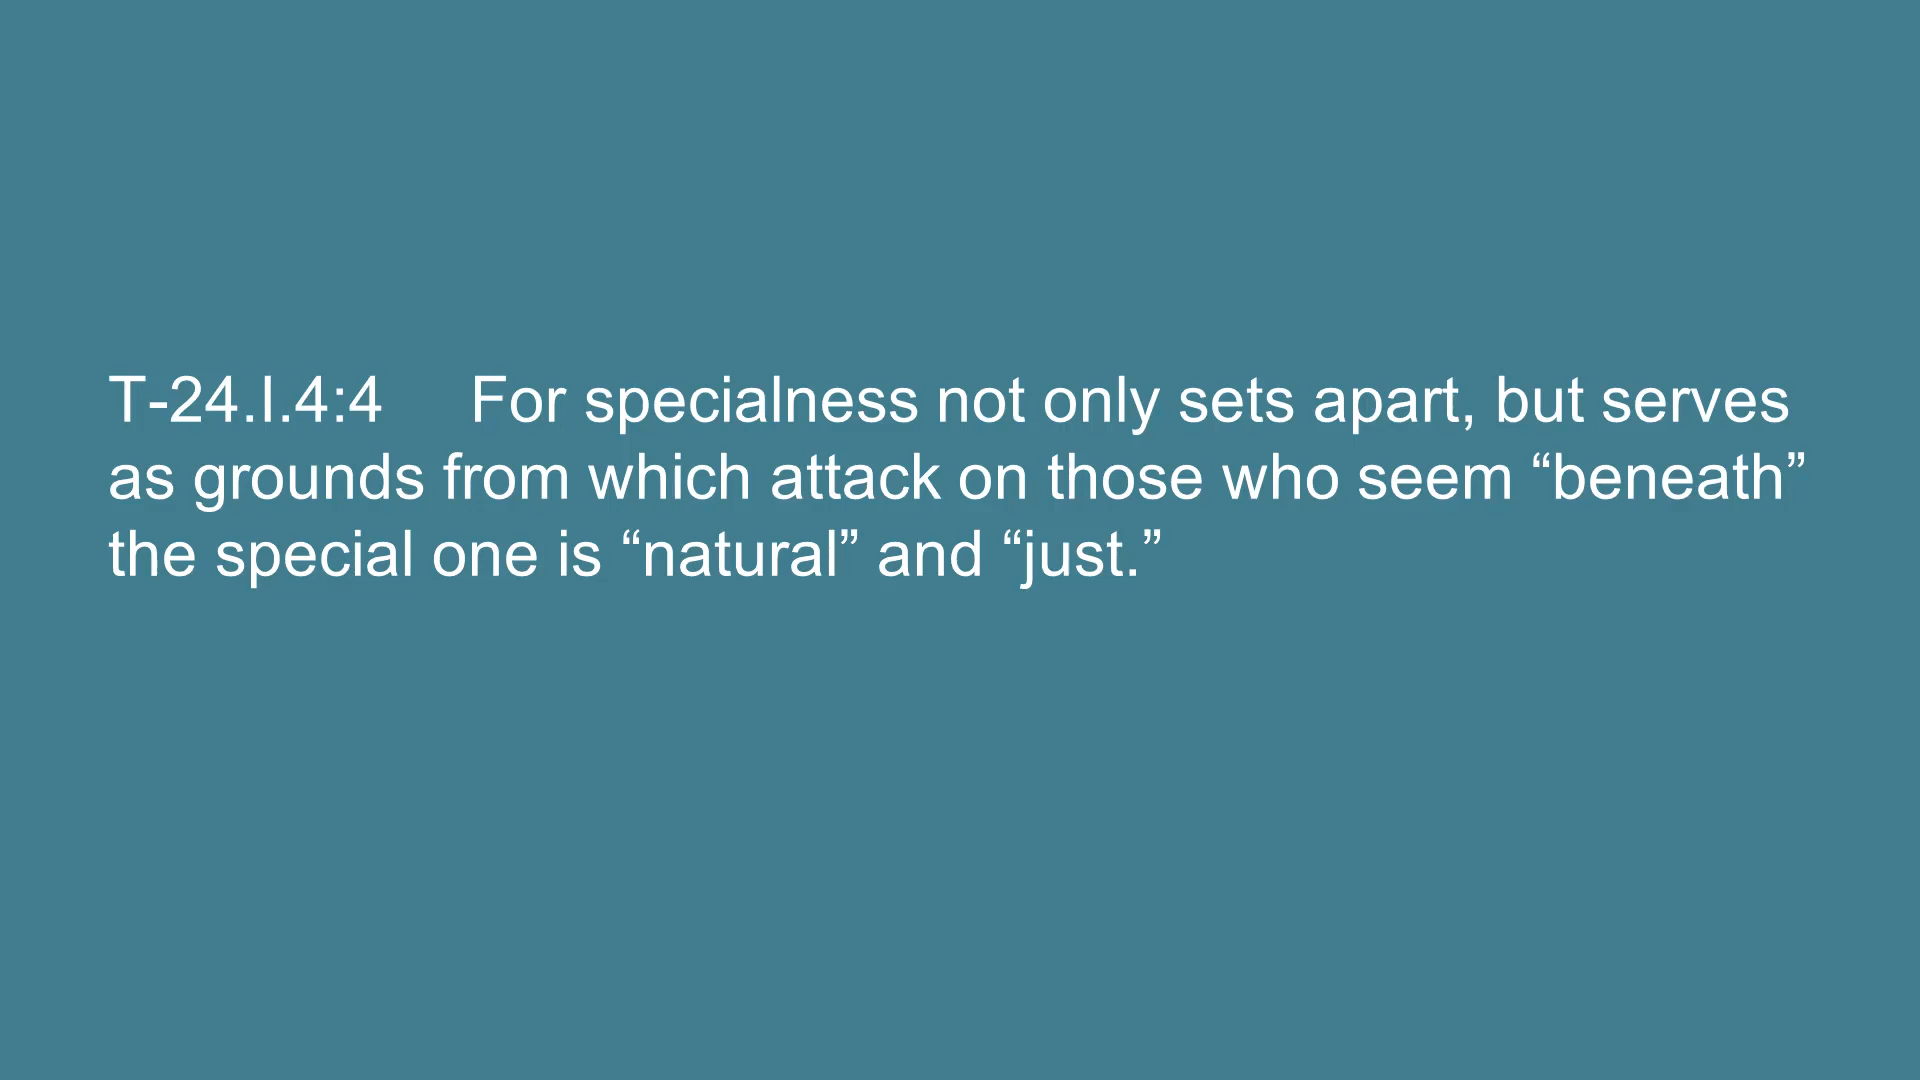 T-24.I.4:4 For specialness not only sets apart, but serves
as grounds from which attack on those who seem “beneath”
the special one is “natural” and “just.”